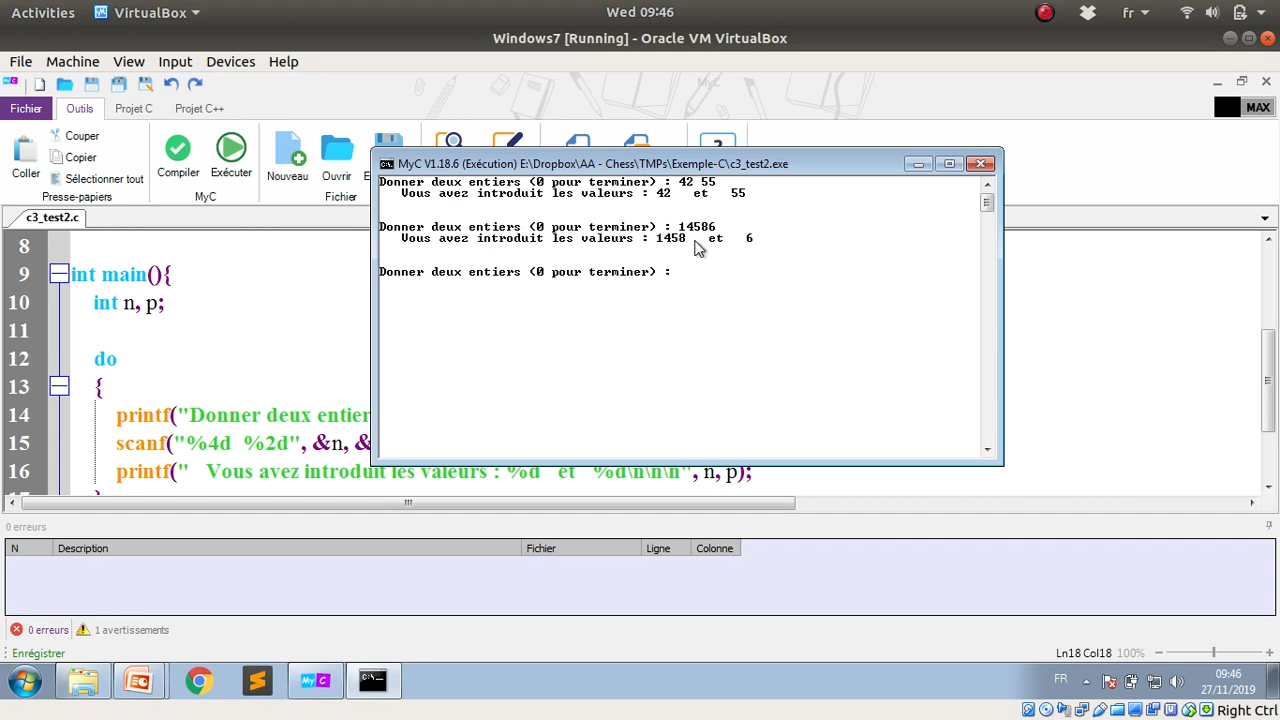 Activities VirtualBox Wed 09:46 fr
Windows7 [Running] - Oracle VM VirtualBox
File Machine View Input Devices Help
MyC
Fichier Outils Projet C Projet C++ MAX
Coller Couper Copier Sélectionner tout Compiler Exécuter Nouveau Ouvrir
Presse-papiers MyC Fichier
MyC V1.18.6 (Exécution) E:\Dropbox\AA - Chess\TMPs\Exemple-C\c3_test2.exe
Donner deux entiers (0 pour terminer) : 42 55
Vous avez introduit les valeurs : 42 et 55
Donner deux entiers (0 pour terminer) : 14586
Vous avez introduit les valeurs : 1458 et 6
Donner deux entiers (0 pour terminer) :
c3_test2.c
8
9 int main(){
10 int n, p;
11
12 do
13 {
14 printf("Donner deux entier
15 scanf("%4d %2d", &n, &
16 printf(" Vous avez introduit les valeurs : %d et %d\n\n\n", n, p);
0 erreurs
N Description Fichier Ligne Colonne
0 erreurs 1 avertissements
Enrégistrer Ln18 Col18 100%
MyC FR 09:46
27/11/2019
Right Ctrl